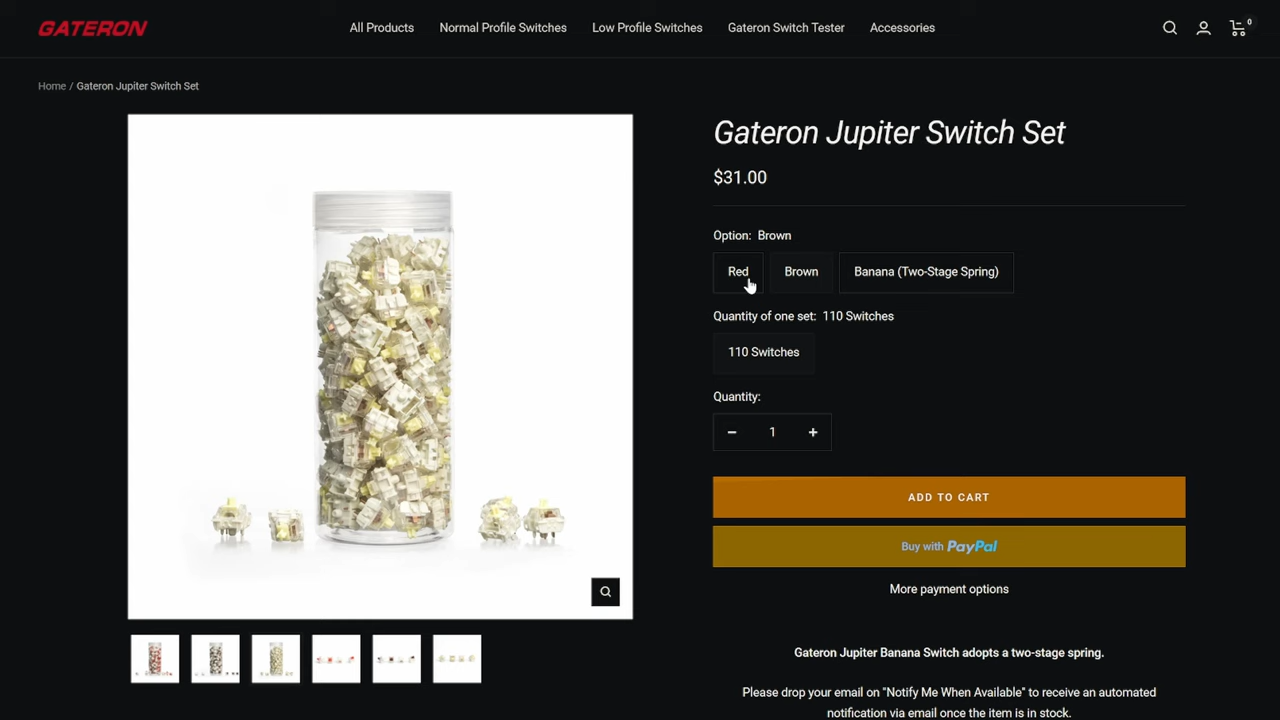 GATERON
All Products
Normal Profile Switches
Low Profile Switches
Gateron Switch Tester
Accessories
0
Home / Gateron Jupiter Switch Set
Gateron Jupiter Switch Set
$31.00
Option: Brown
Red
Brown
Banana (Two-Stage Spring)
Quantity of one set: 110 Switches
110 Switches
Quantity:
− 1 +
ADD TO CART
Buy with PayPal
More payment options
Gateron Jupiter Banana Switch adopts a two-stage spring.
Please drop your email on "Notify Me When Available" to receive an automated
notification via email once the item is in stock.